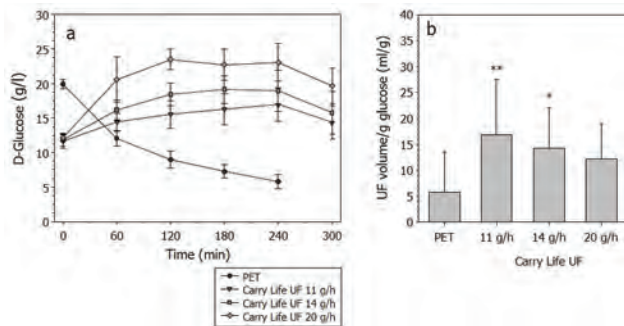 a
D-Glucose (g/l)
30
25
20
15
10
5
0
0 60 120 180 240 300
Time (min)
PET
Carry Life UF 11 g/h
Carry Life UF 14 g/h
Carry Life UF 20 g/h
b
UF volume/g glucose (ml/g)
40
35
30
25
20
15
10
5
0
**
*
PET 11 g/h 14 g/h 20 g/h
Carry Life UF